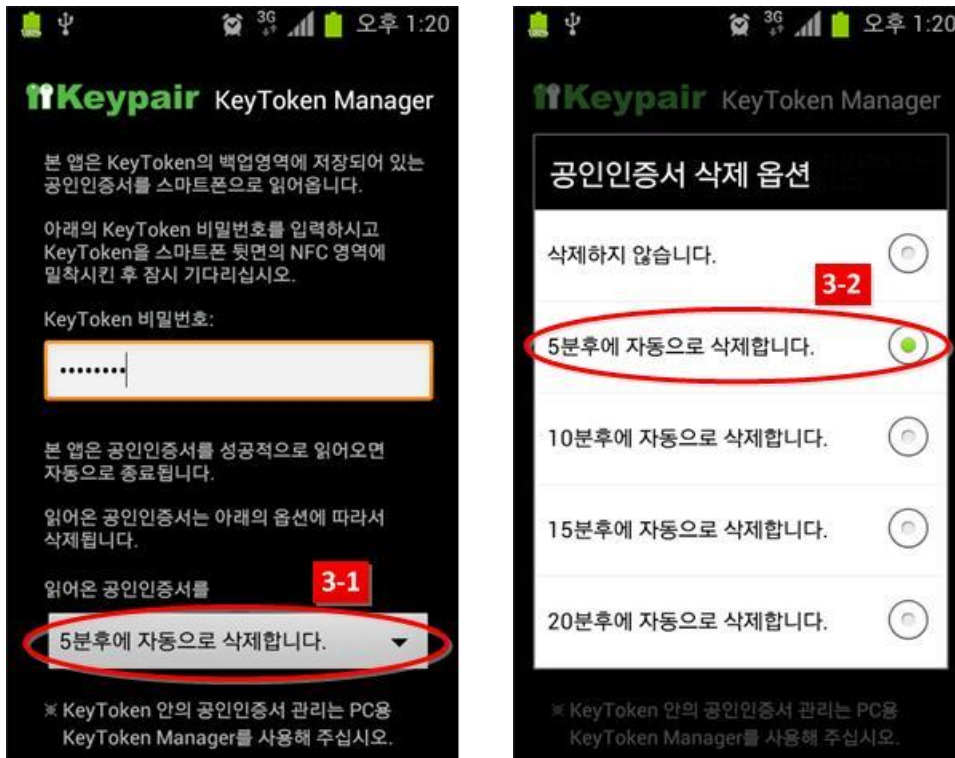 100%
3G
오후 1:20
Keypair KeyToken Manager
본 앱은 KeyToken의 백업영역에 저장되어 있는
공인인증서를 스마트폰으로 읽어옵니다.
아래의 KeyToken 비밀번호를 입력하시고
KeyToken을 스마트폰 뒷면의 NFC 영역에
밀착시킨 후 잠시 기다리십시오.
KeyToken 비밀번호:
••••••••
본 앱은 공인인증서를 성공적으로 읽어오면
자동으로 종료됩니다.
읽어온 공인인증서는 아래의 옵션에 따라서
삭제됩니다.
읽어온 공인인증서를
3-1
5분후에 자동으로 삭제합니다.
※ KeyToken 안의 공인인증서 관리는 PC용
KeyToken Manager를 사용해 주십시오.
100%
3G
오후 1:20
Keypair KeyToken Manager
공인인증서 삭제 옵션
삭제하지 않습니다.
3-2
5분후에 자동으로 삭제합니다.
10분후에 자동으로 삭제합니다.
15분후에 자동으로 삭제합니다.
20분후에 자동으로 삭제합니다.
※ KeyToken 안의 공인인증서 관리는 PC용
KeyToken Manager를 사용해 주십시오.